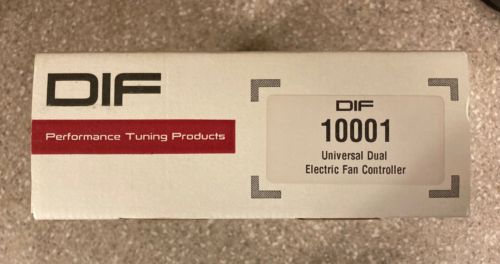 DIF
Performance Tuning Products
DIF
10001
Universal Dual
Electric Fan Controller